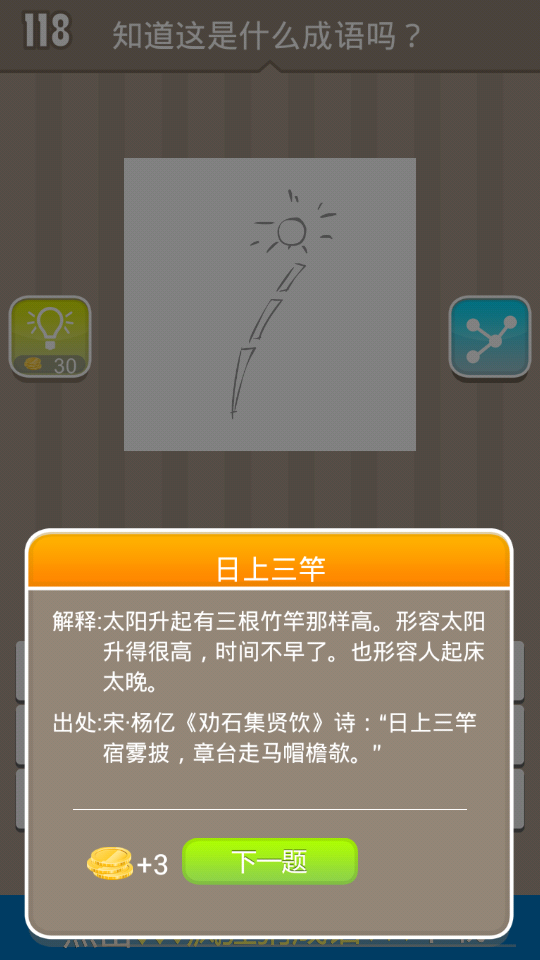 118
知道这是什么成语吗？
30
日上三竿
解释:太阳升起有三根竹竿那样高。形容太阳
升得很高，时间不早了。也形容人起床
太晚。
出处:宋·杨亿《劝石集贤饮》诗：“日上三竿
宿雾披，章台走马帽檐欹。”
+3
下一题